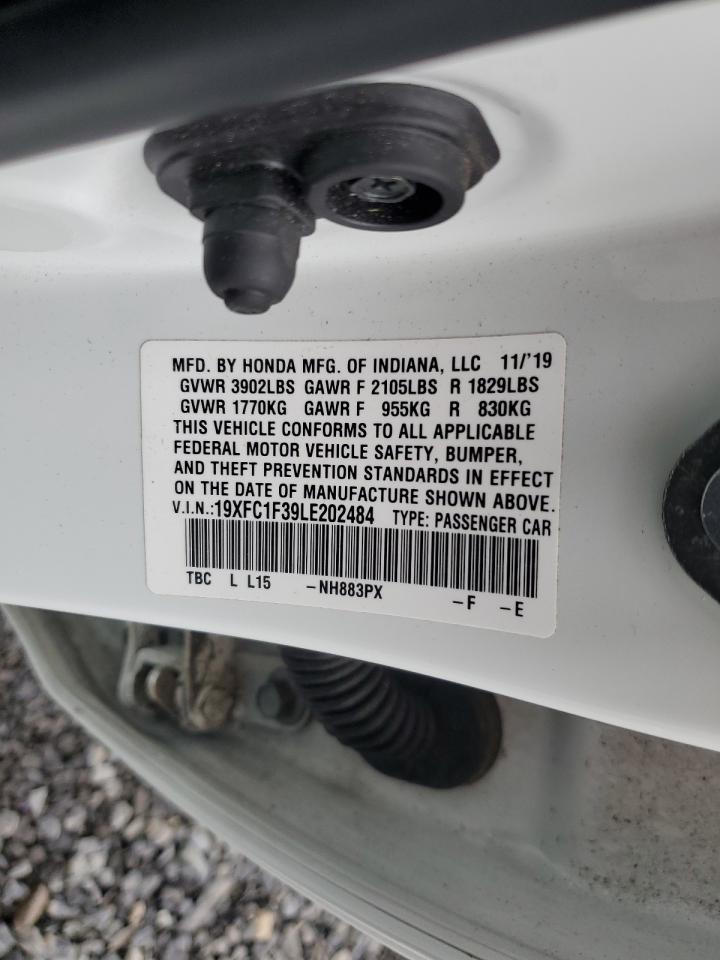 MFD. BY HONDA MFG. OF INDIANA, LLC 11/'19
GVWR 3902LBS GAWR F 2105LBS R 1829LBS
GVWR 1770KG GAWR F 955KG R 830KG
THIS VEHICLE CONFORMS TO ALL APPLICABLE
FEDERAL MOTOR VEHICLE SAFETY, BUMPER,
AND THEFT PREVENTION STANDARDS IN EFFECT
ON THE DATE OF MANUFACTURE SHOWN ABOVE.
V.I.N.:19XFC1F39LE202484 TYPE: PASSENGER CAR
TBC L L15 -NH883PX -F -E